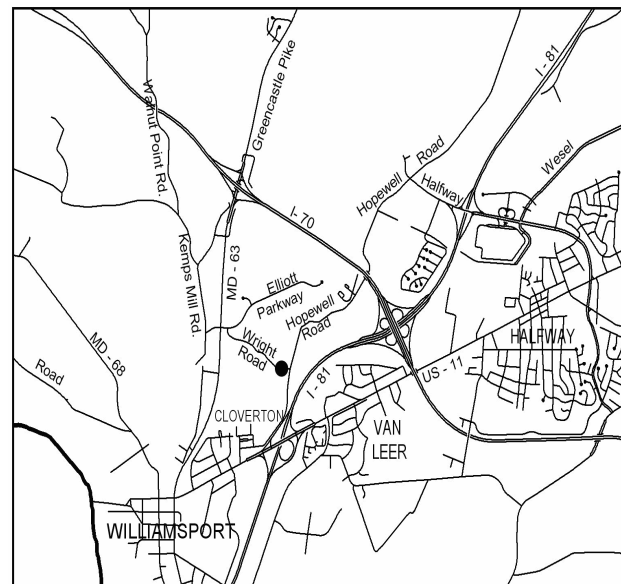 Walnut Point Rd.
Greencastle Pike
I - 81
Wesel
Hopewell Road
Halfway
I - 70
Kemps Mill Rd.
MD - 63
Elliott
Parkway
Hopewell
Road
Wright
Road
MD - 68
Road
HALFWAY
US - 11
I - 81
CLOVERTON
VAN
LEER
WILLIAMSPORT